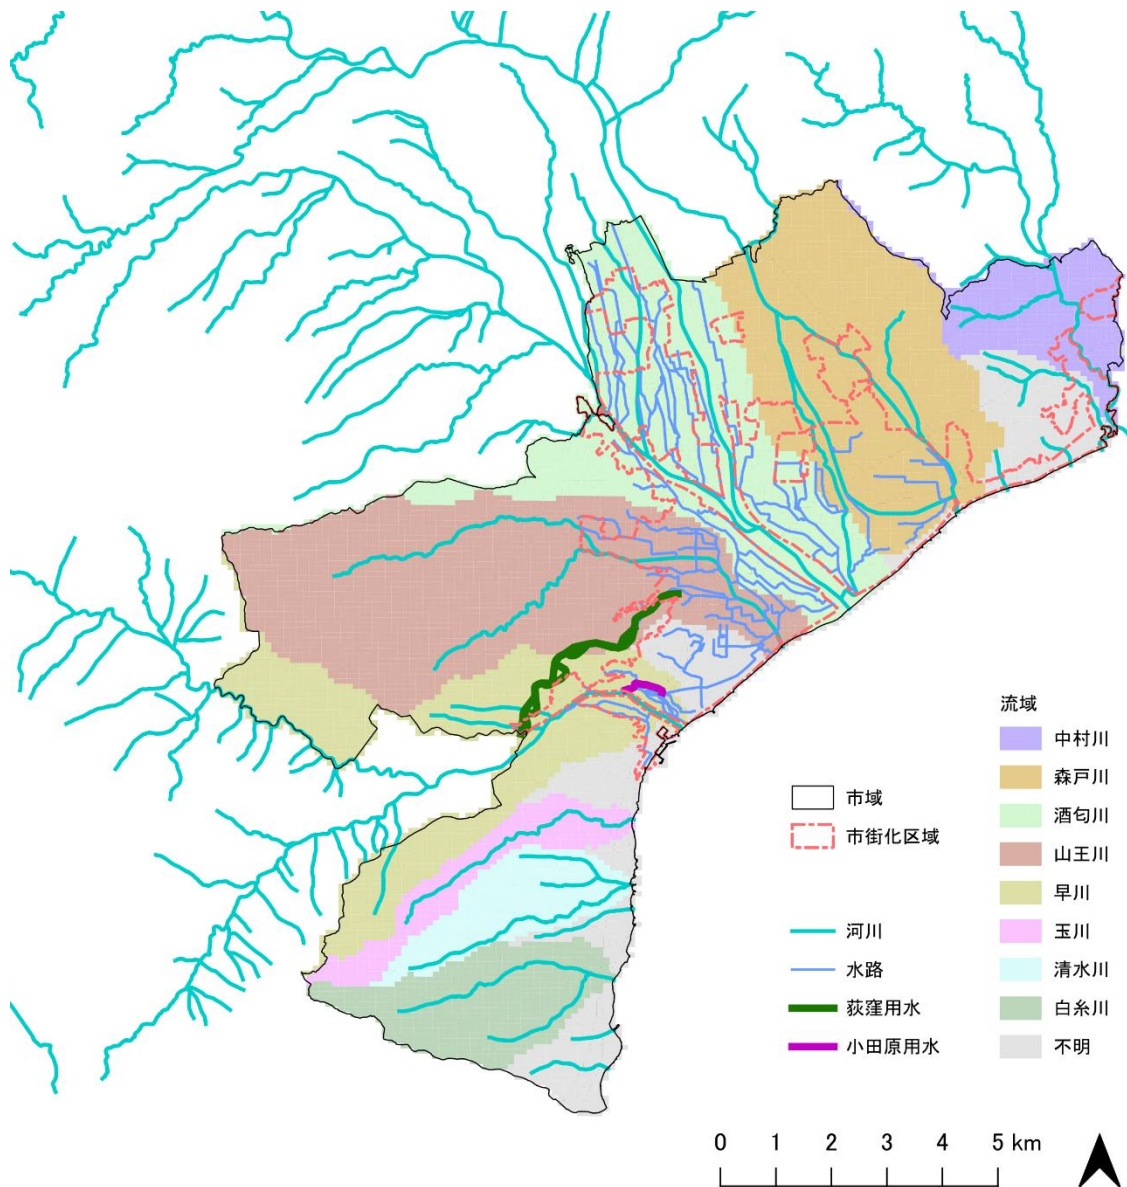 流域
中村川
森戸川
酒匂川
山王川
早川
玉川
清水川
白糸川
不明
市域
市街化区域
河川
水路
荻窪用水
小田原用水
0 1 2 3 4 5 km